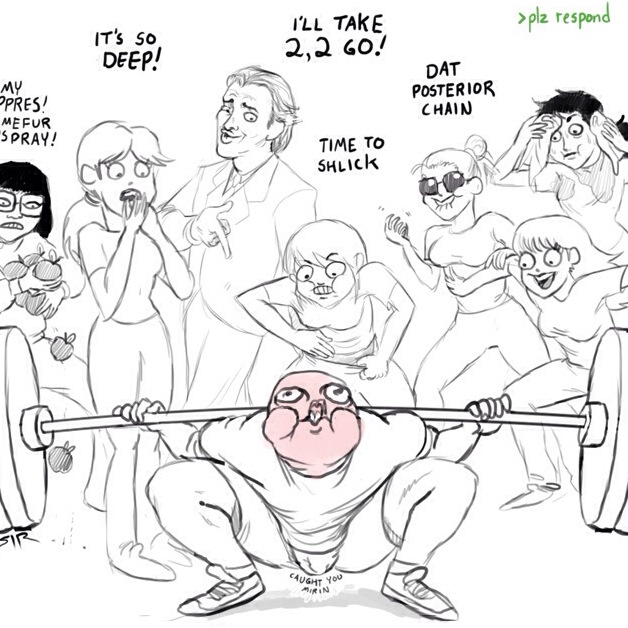 >plz respond
I'LL TAKE
2,2 GO!
IT'S SO
DEEP!
DAT
POSTERIOR
CHAIN
MY
PPRES!
MEFUR
SPRAY!
TIME TO
SHLICK
CAUGHT YOU
MIRIN